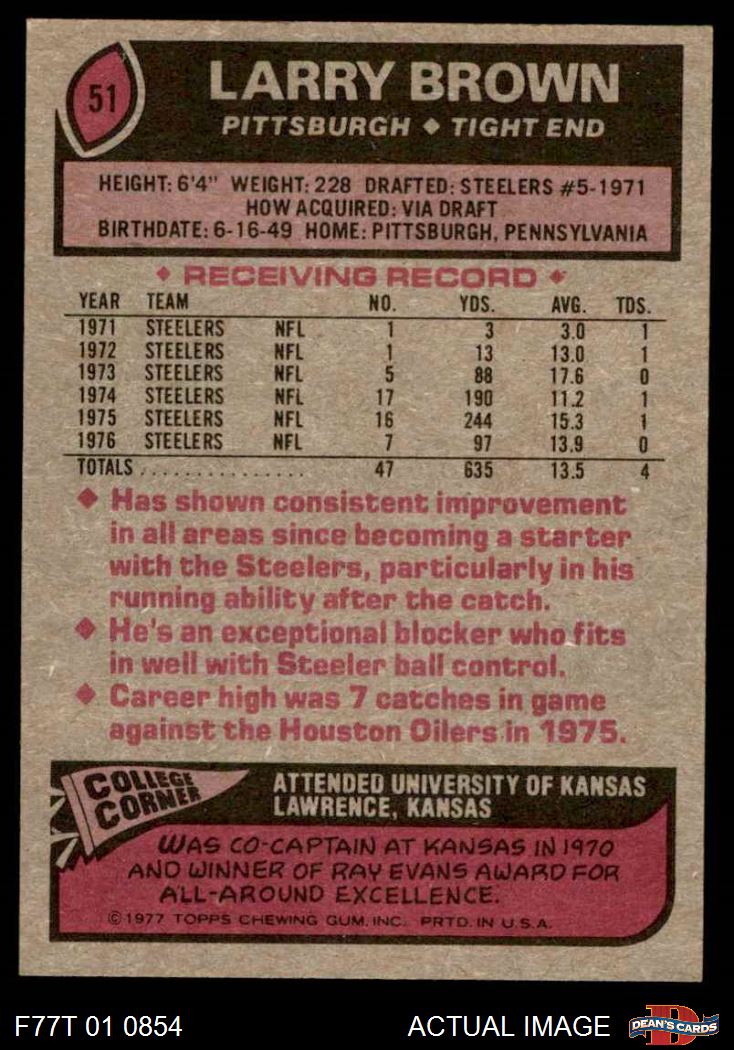 51
LARRY BROWN
PITTSBURGH ◆ TIGHT END
HEIGHT: 6'4" WEIGHT: 228 DRAFTED: STEELERS #5-1971
HOW ACQUIRED: VIA DRAFT
BIRTHDATE: 6-16-49 HOME: PITTSBURGH, PENNSYLVANIA
◆ RECEIVING RECORD ◆
YEAR TEAM NO. YDS. AVG. TDS.
1971 STEELERS NFL 1 3 3.0 1
1972 STEELERS NFL 1 13 13.0 1
1973 STEELERS NFL 5 88 17.6 0
1974 STEELERS NFL 17 190 11.2 1
1975 STEELERS NFL 16 244 15.3 1
1976 STEELERS NFL 7 97 13.9 0
TOTALS ............... 47 635 13.5 4
◆ Has shown consistent improvement
in all areas since becoming a starter
with the Steelers, particularly in his
running ability after the catch.
◆ He's an exceptional blocker who fits
in well with Steeler ball control.
◆ Career high was 7 catches in game
against the Houston Oilers in 1975.
COLLEGE
CORNER
ATTENDED UNIVERSITY OF KANSAS
LAWRENCE, KANSAS
WAS CO-CAPTAIN AT KANSAS IN 1970
AND WINNER OF RAY EVANS AWARD FOR
ALL-AROUND EXCELLENCE.
©1977 TOPPS CHEWING GUM, INC. PRTD. IN U.S.A.
F77T 01 0854
ACTUAL IMAGE
D
DEAN'S CARDS